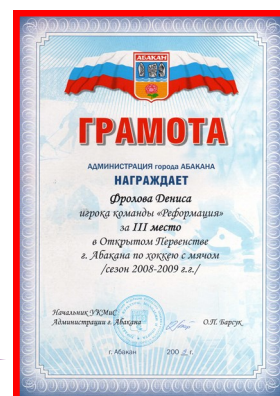 АБАКАН
ГРАМОТА
АДМИНИСТРАЦИЯ города АБАКАНА
НАГРАЖДАЕТ
Фролова Дениса
игрока команды «Реформация»
за III место
в Открытом Первенстве
г. Абакана по хоккею с мячом
/сезон 2008-2009 г.г./
Начальник УКМиС
Администрации г. Абакана О.П. Барсук
г. Абакан 200 г.